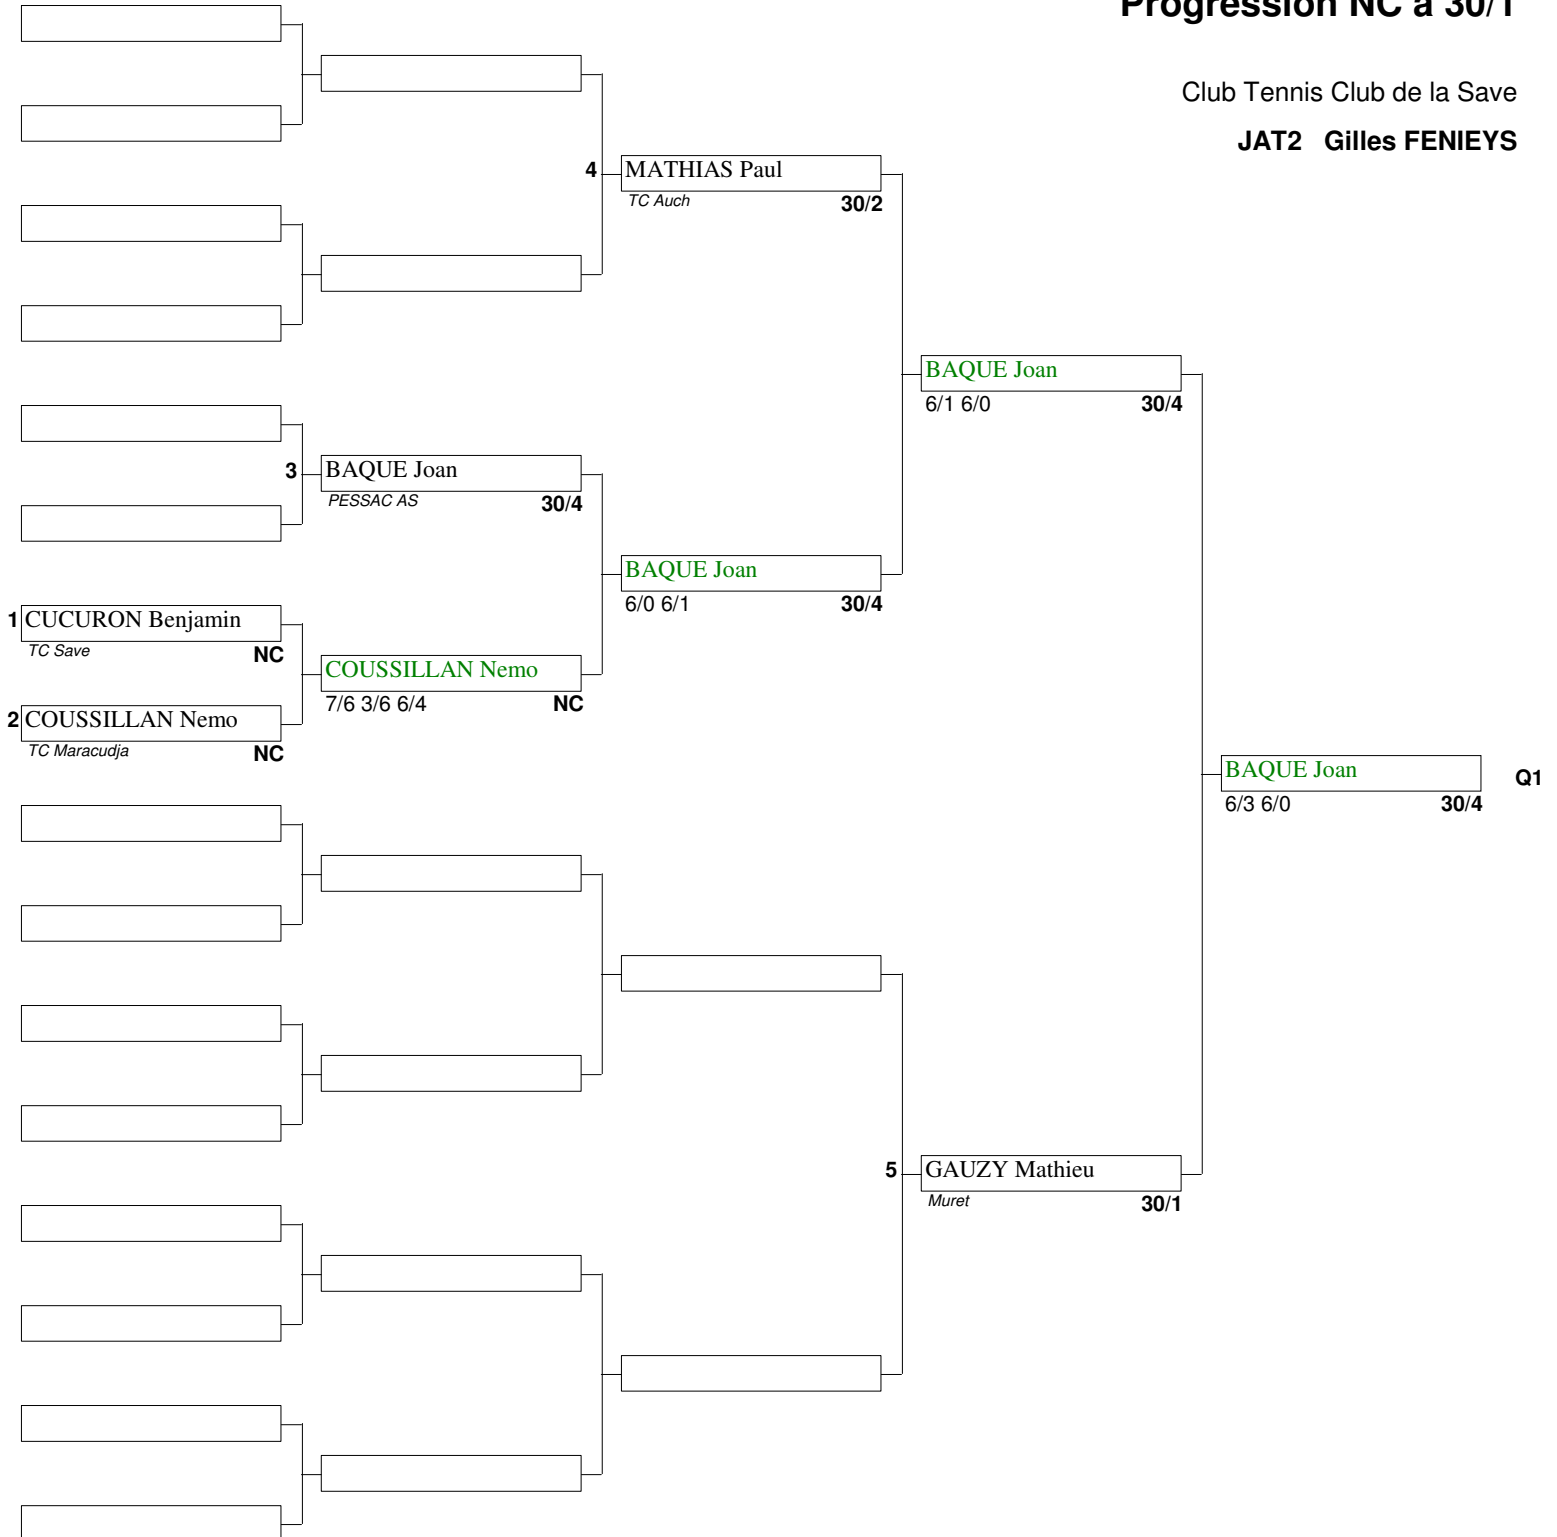 Progression NC à 30/1
Club Tennis Club de la Save
JAT2 Gilles FENIEYS
4 MATHIAS Paul
TC Auch 30/2
BAQUE Joan
6/1 6/0 30/4
3 BAQUE Joan
PESSAC AS 30/4
BAQUE Joan
6/0 6/1 30/4
1 CUCURON Benjamin
TC Save NC
COUSSILLAN Nemo
7/6 3/6 6/4 NC
2 COUSSILLAN Nemo
TC Maracudja NC
BAQUE Joan Q1
6/3 6/0 30/4
5 GAUZY Mathieu
Muret 30/1